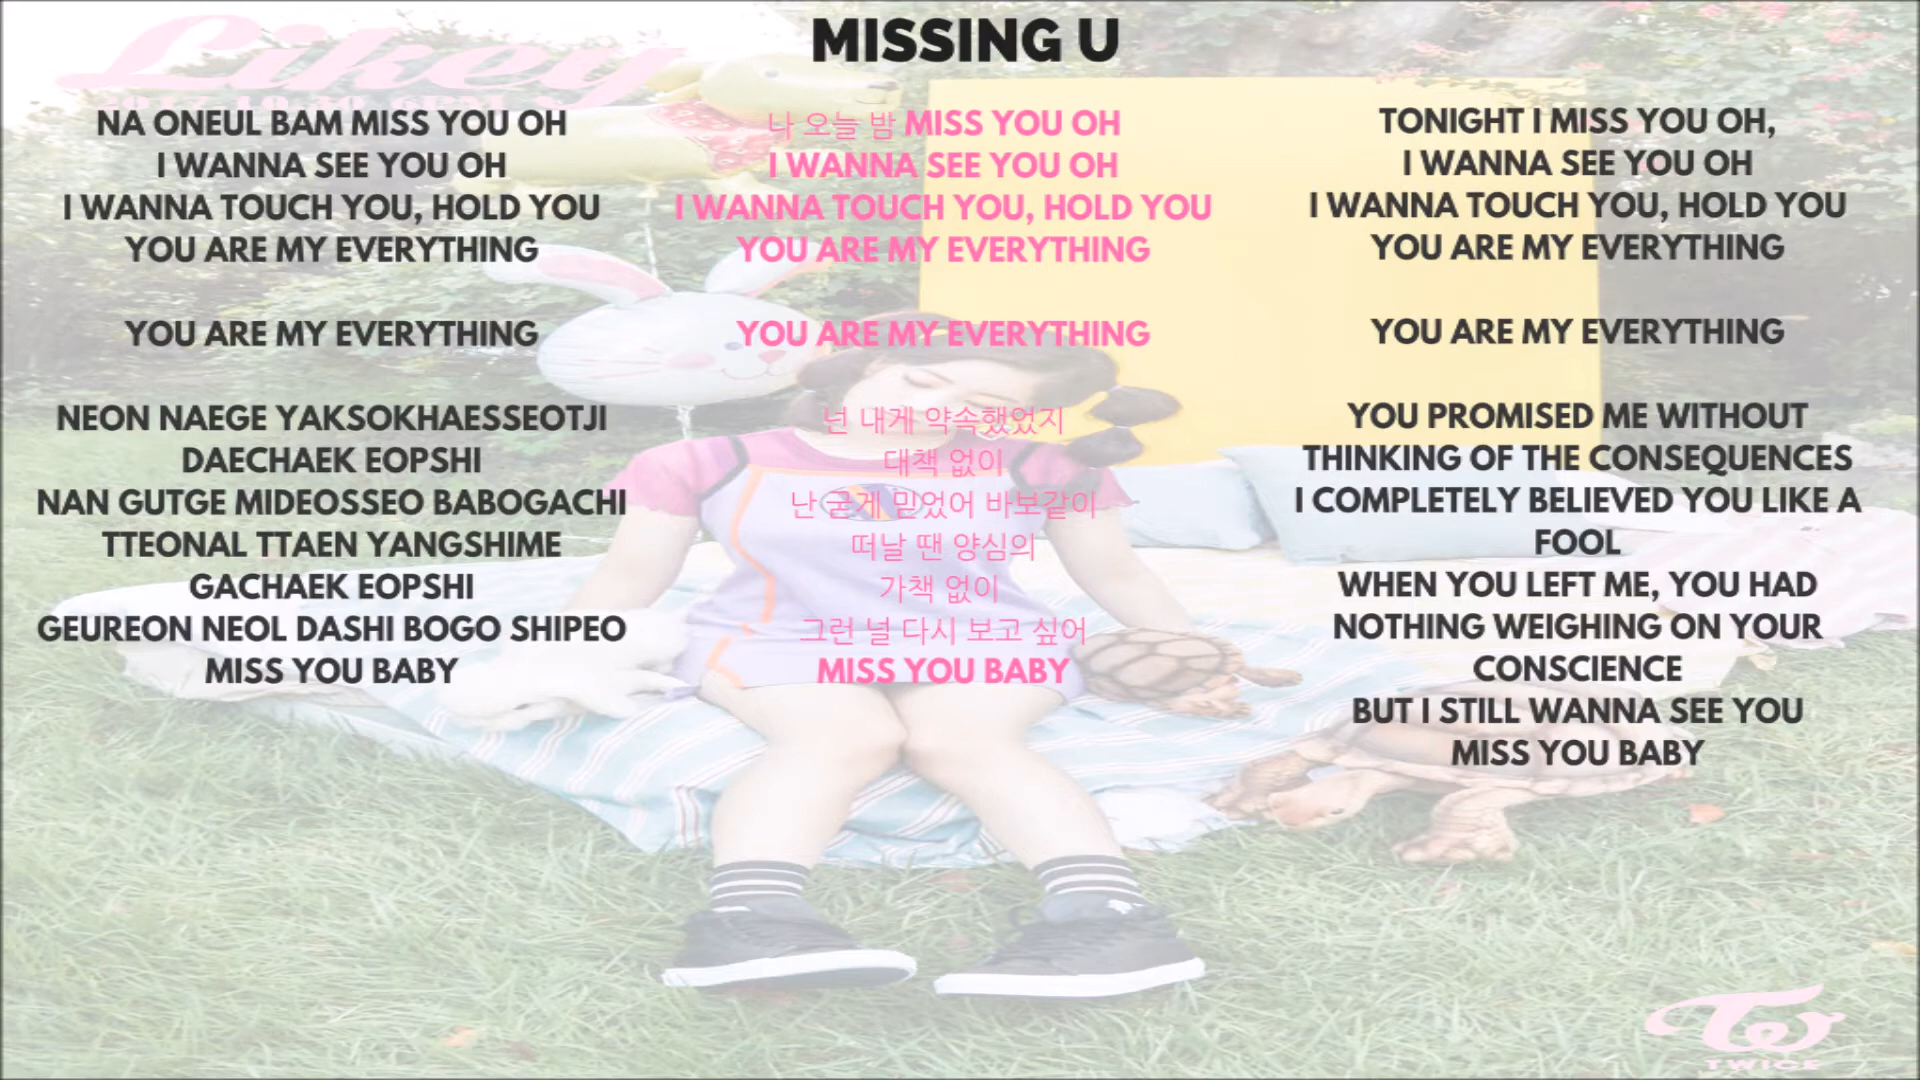 Likey
2017.10.30 6PM
MISSING U
NA ONEUL BAM MISS YOU OH
I WANNA SEE YOU OH
I WANNA TOUCH YOU, HOLD YOU
YOU ARE MY EVERYTHING
YOU ARE MY EVERYTHING
NEON NAEGE YAKSOKHAESSEOTJI
DAECHAEK EOPSHI
NAN GUTGE MIDEOSSEO BABOGACHI
TTEONAL TTAEN YANGSHIME
GACHAEK EOPSHI
GEUREON NEOL DASHI BOGO SHIPEO
MISS YOU BABY
나 오늘 밤 MISS YOU OH
I WANNA SEE YOU OH
I WANNA TOUCH YOU, HOLD YOU
YOU ARE MY EVERYTHING
YOU ARE MY EVERYTHING
넌 내게 약속했었지
대책 없이
난 굳게 믿었어 바보같이
떠날 땐 양심의
가책 없이
그런 널 다시 보고 싶어
MISS YOU BABY
TONIGHT I MISS YOU OH,
I WANNA SEE YOU OH
I WANNA TOUCH YOU, HOLD YOU
YOU ARE MY EVERYTHING
YOU ARE MY EVERYTHING
YOU PROMISED ME WITHOUT
THINKING OF THE CONSEQUENCES
I COMPLETELY BELIEVED YOU LIKE A
FOOL
WHEN YOU LEFT ME, YOU HAD
NOTHING WEIGHING ON YOUR
CONSCIENCE
BUT I STILL WANNA SEE YOU
MISS YOU BABY
TWICE